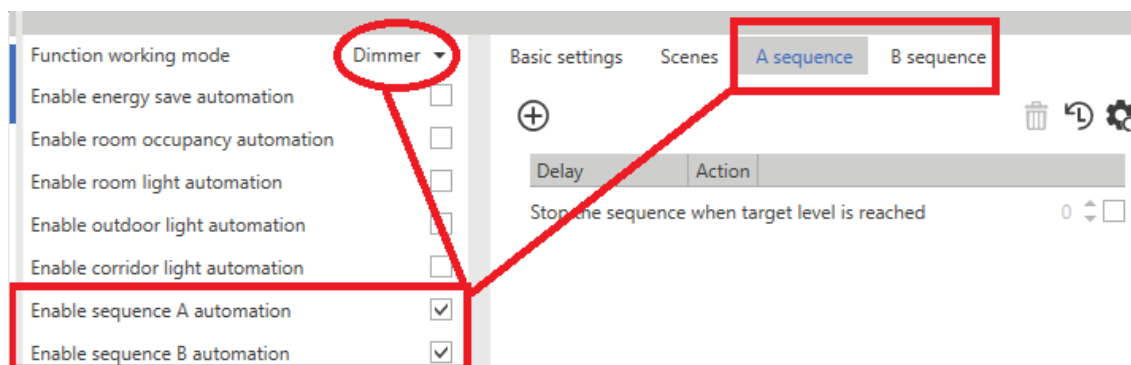 Function working mode
Dimmer
Enable energy save automation
Enable room occupancy automation
Enable room light automation
Enable outdoor light automation
Enable corridor light automation
Enable sequence A automation
Enable sequence B automation
Basic settings
Scenes
A sequence
B sequence
Delay
Action
Stop the sequence when target level is reached
0